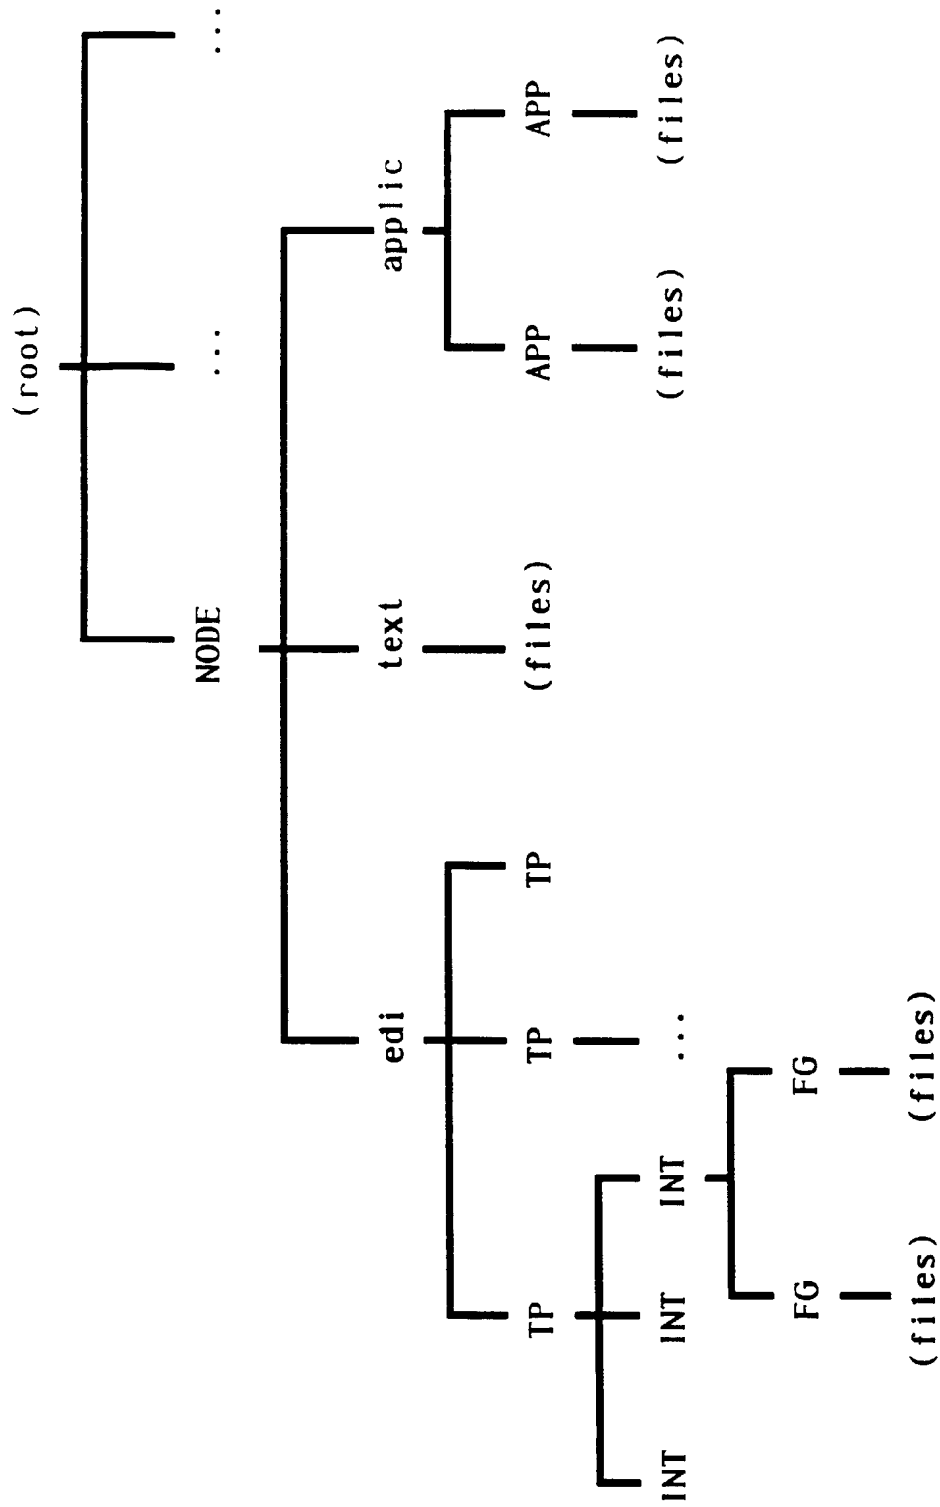 (root)
NODE ... ...
edi text applic
TP TP TP (files) APP APP
INT INT INT ... (files) (files)
FG FG
(files) (files)